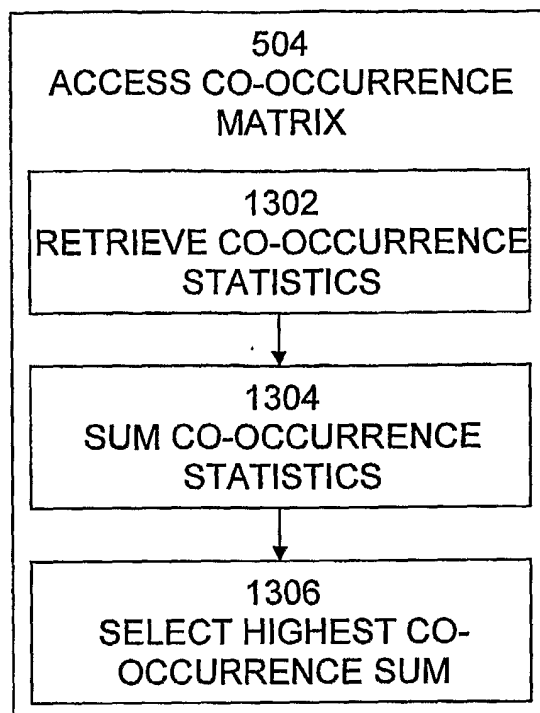 504
ACCESS CO-OCCURRENCE
MATRIX
1302
RETRIEVE CO-OCCURRENCE
STATISTICS
1304
SUM CO-OCCURRENCE
STATISTICS
1306
SELECT HIGHEST CO-
OCCURRENCE SUM